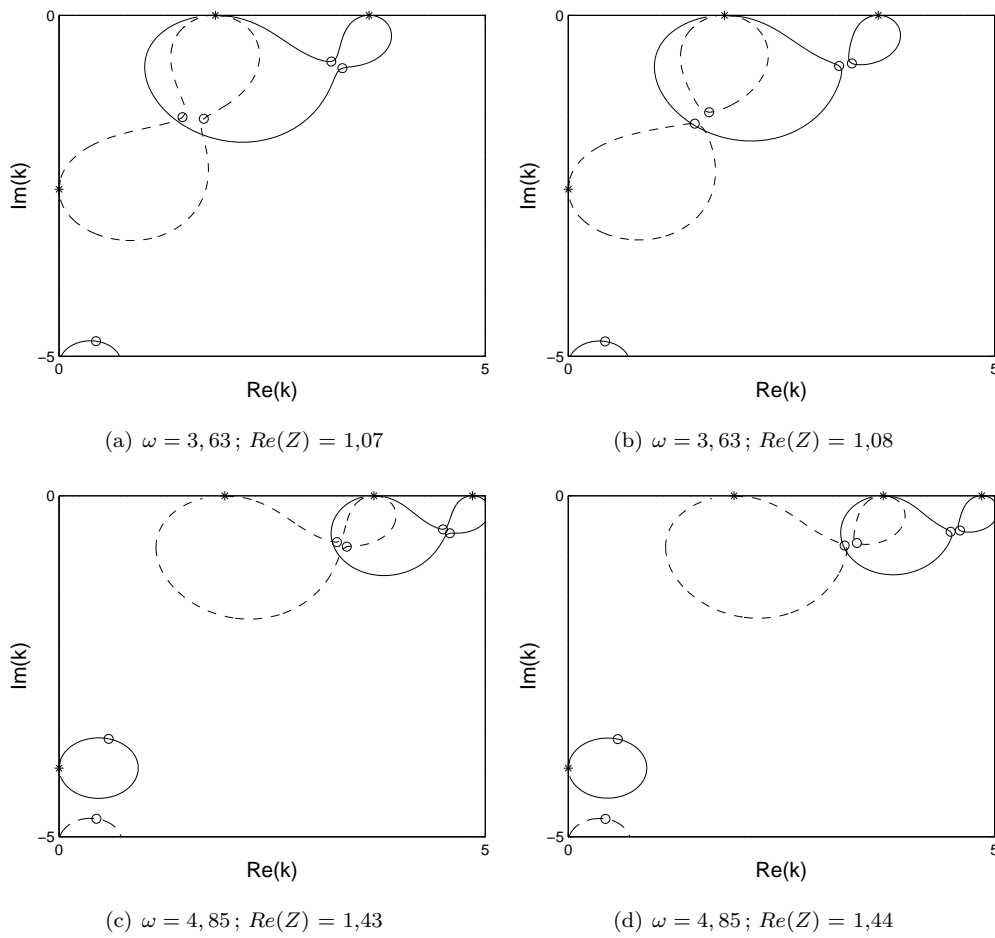 0
0
Im(k)
Im(k)
-5
-5
0
5
0
5
Re(k)
Re(k)
(a) ω = 3, 63 ; Re(Z) = 1,07
(b) ω = 3, 63 ; Re(Z) = 1,08
0
0
Im(k)
Im(k)
-5
-5
0
5
0
5
Re(k)
Re(k)
(c) ω = 4, 85 ; Re(Z) = 1,43
(d) ω = 4, 85 ; Re(Z) = 1,44